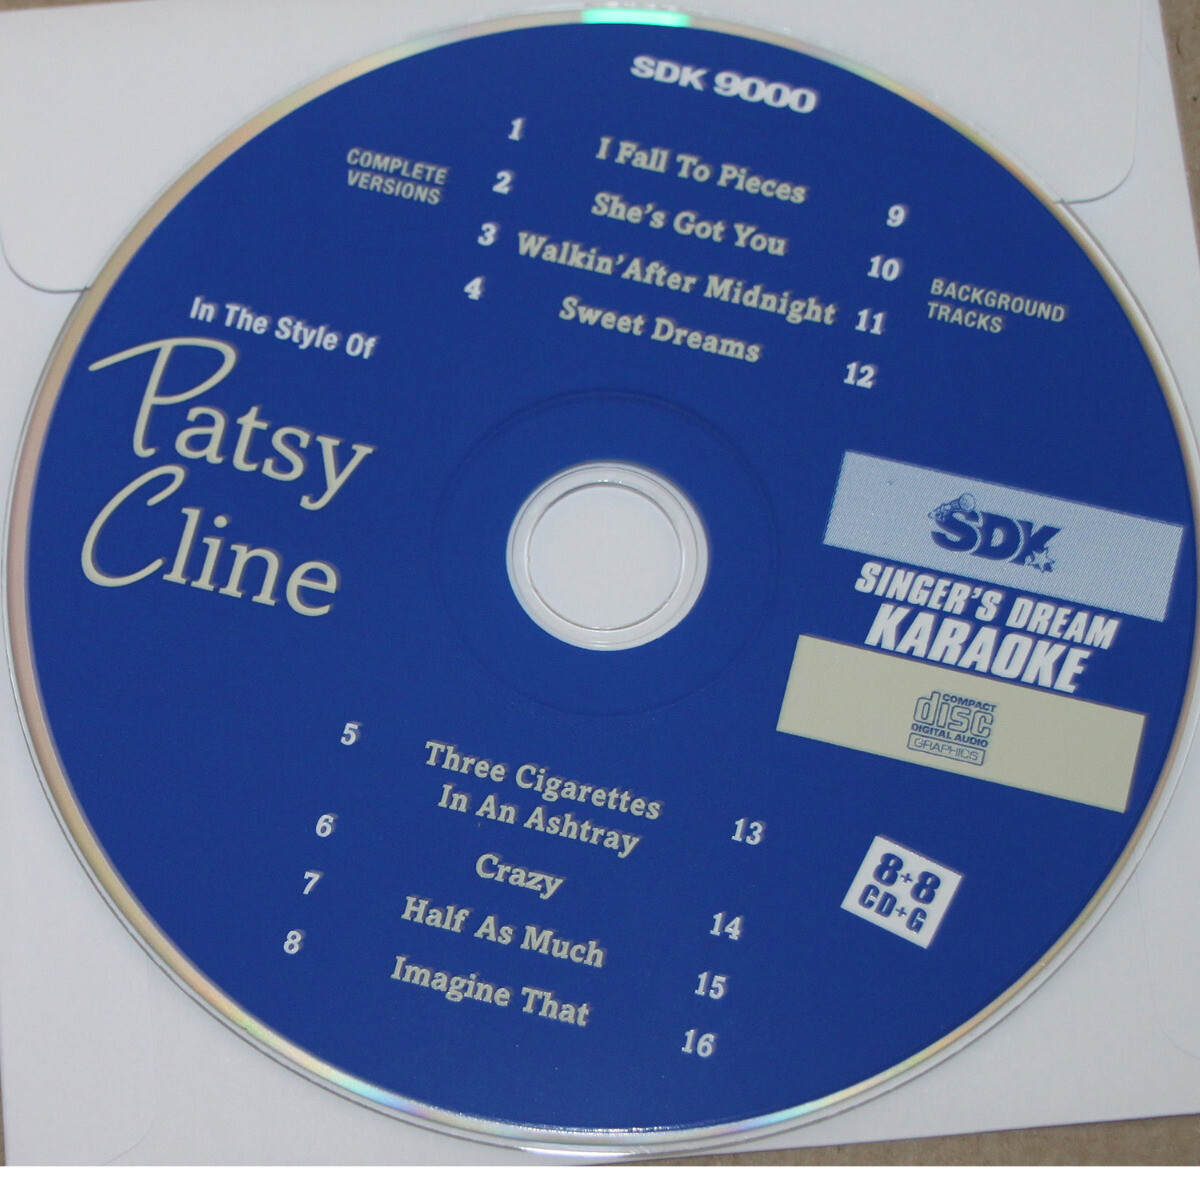 SDK 9000
COMPLETE
VERSIONS
1 I Fall To Pieces 9
2 She's Got You 10
3 Walkin' After Midnight 11
4 Sweet Dreams 12
BACKGROUND
TRACKS
In The Style Of
Patsy
Cline
SDK
SINGER'S DREAM
KARAOKE
COMPACT
disc
DIGITAL AUDIO
GRAPHICS
5 Three Cigarettes
In An Ashtray 13
6 Crazy 14
7 Half As Much 15
8 Imagine That 16
8+8
CD+G